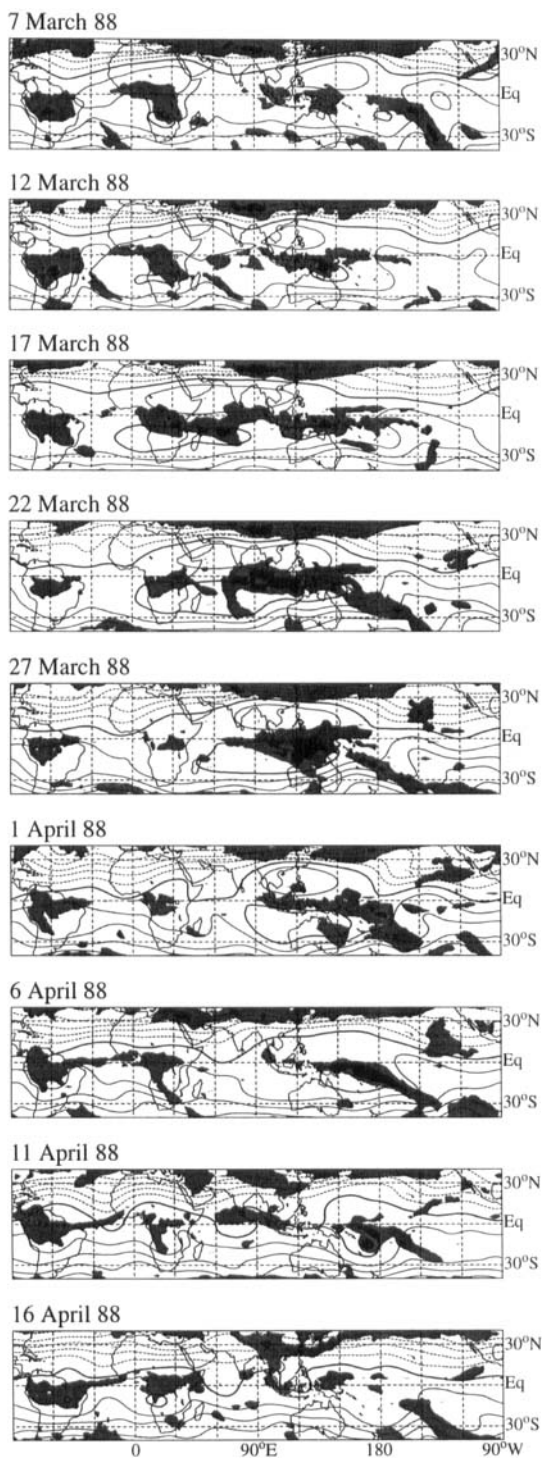 7 March 88
30°N
Eq
30°S
12 March 88
30°N
Eq
30°S
17 March 88
30°N
Eq
30°S
22 March 88
30°N
Eq
30°S
27 March 88
30°N
Eq
30°S
1 April 88
30°N
Eq
30°S
6 April 88
30°N
Eq
30°S
11 April 88
30°N
Eq
30°S
16 April 88
30°N
Eq
30°S
0 90°E 180 90°W